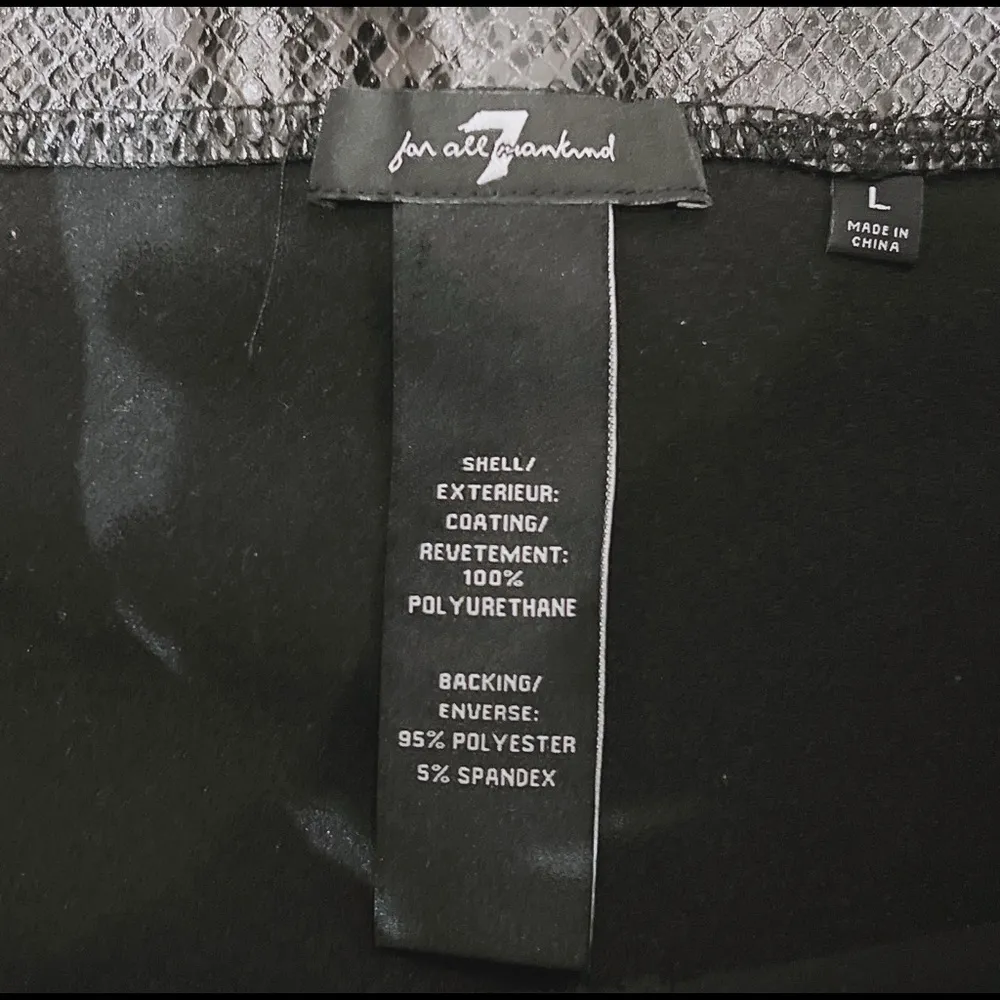 for all 7 mankind
L
MADE IN
CHINA
SHELL/
EXTERIEUR:
COATING/
REVETEMENT:
100%
POLYURETHANE
BACKING/
ENVERSE:
95% POLYESTER
5% SPANDEX